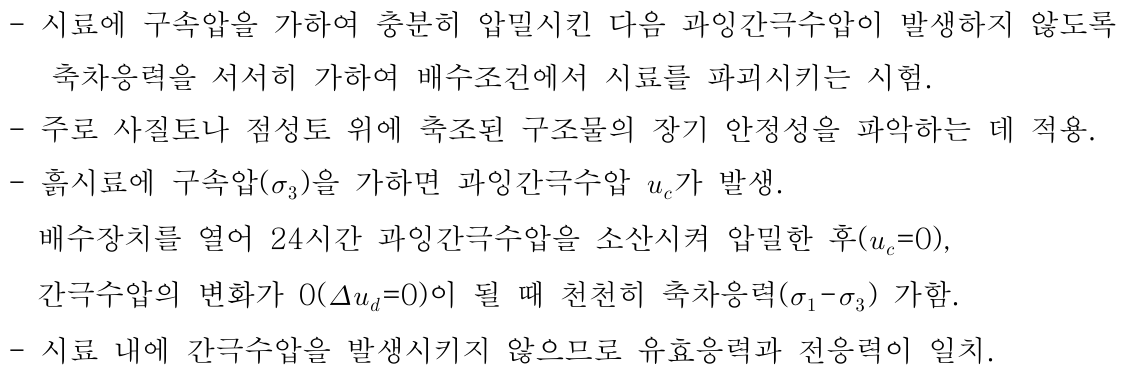 - 시료에 구속압을 가하여 충분히 압밀시킨 다음 과잉간극수압이 발생하지 않도록
축차응력을 서서히 가하여 배수조건에서 시료를 파괴시키는 시험.
- 주로 사질토나 점성토 위에 축조된 구조물의 장기 안정성을 파악하는 데 적용.
- 흙시료에 구속압(σ₃)을 가하면 과잉간극수압 u_c가 발생.
배수장치를 열어 24시간 과잉간극수압을 소산시켜 압밀한 후(u_c=0),
간극수압의 변화가 0(Δu_d=0)이 될 때 천천히 축차응력(σ₁-σ₃) 가함.
- 시료 내에 간극수압을 발생시키지 않으므로 유효응력과 전응력이 일치.